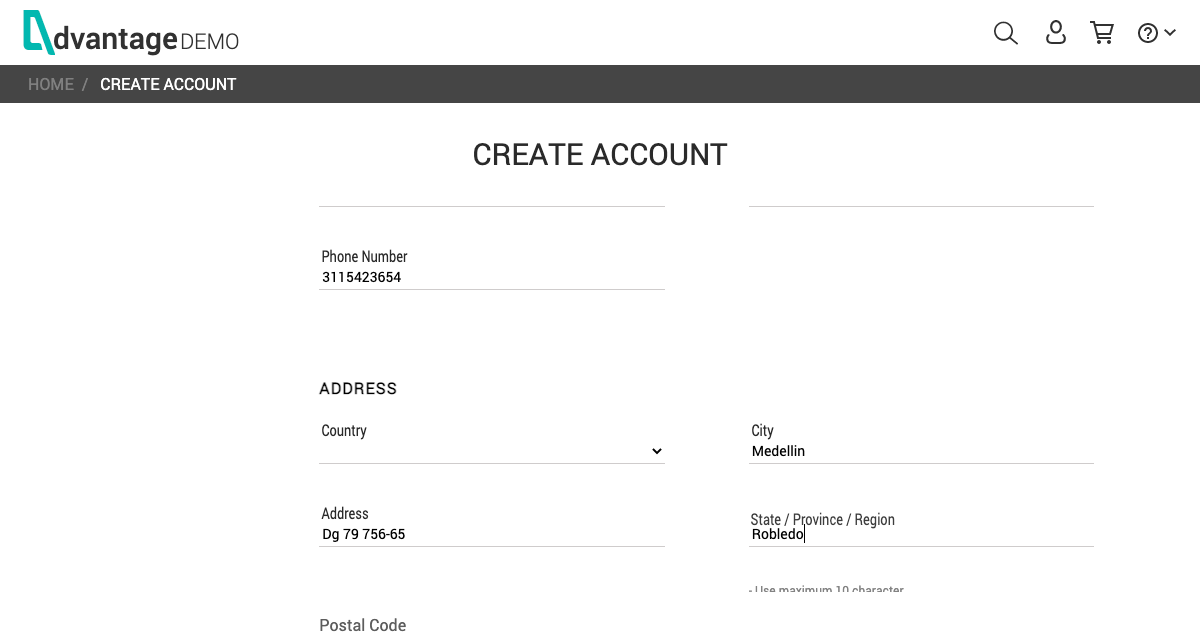 dvantage DEMO
HOME / CREATE ACCOUNT
CREATE ACCOUNT
Phone Number
3115423654
ADDRESS
Country
City
Medellin
Address
Dg 79 756-65
State / Province / Region
Robledo
- Use maximum 10 character
Postal Code